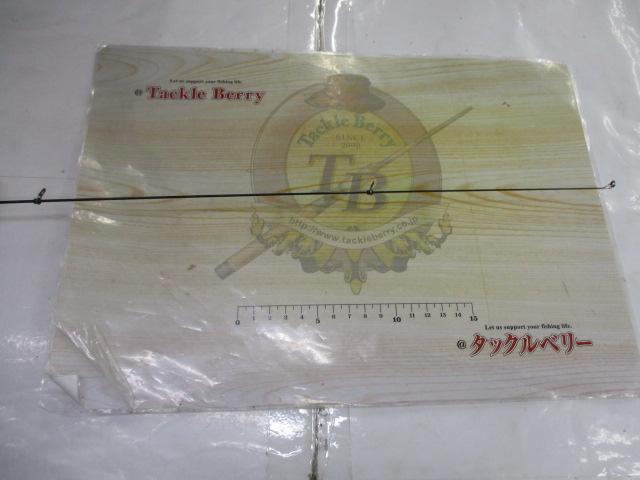 Let us support your fishing life.
@ Tackle Berry
Tackle Berry
SINCE
2000
T&B
http://www.tackleberry.co.jp
0 1 2 3 4 5 6 7 8 9 10 11 12 13 14 15
Let us support your fishing life.
@ タックルベリー